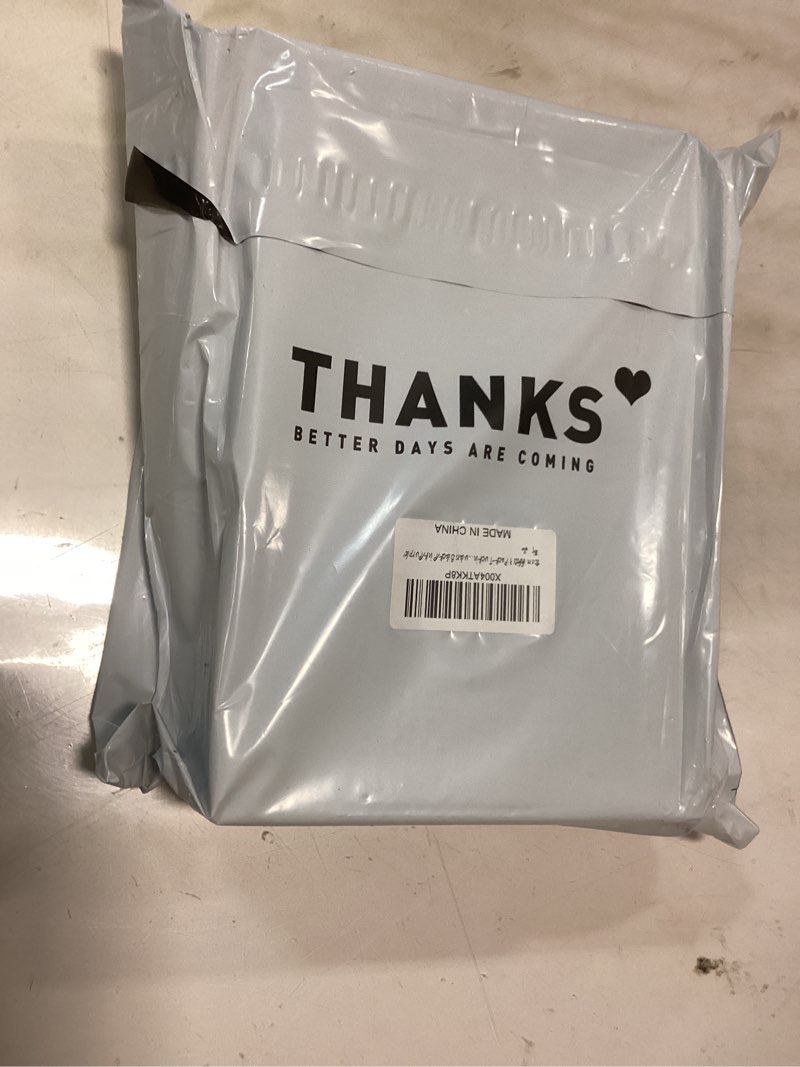 THANKS
BETTER DAYS ARE COMING
X004ATKK8P
MADE IN CHINA